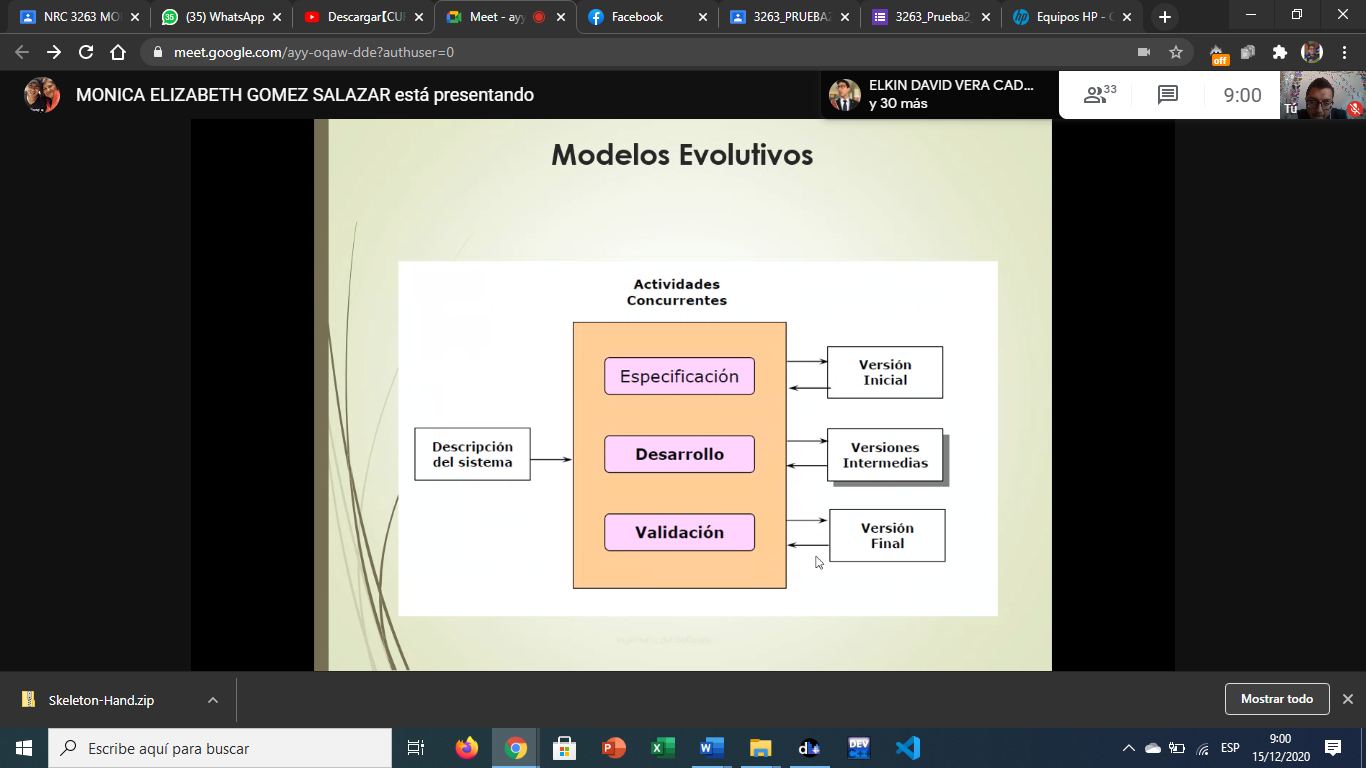 NRC 3263 MO
(35) WhatsApp
Descargar【CU
Meet - ayy
Facebook
3263_PRUEBA2
3263_Prueba2_
Equipos HP - C
meet.google.com/ayy-oqaw-dde?authuser=0
off
MONICA ELIZABETH GOMEZ SALAZAR está presentando
ELKIN DAVID VERA CAD...
y 30 más
33
9:00
Tú
Modelos Evolutivos
Actividades
Concurrentes
Especificación
Desarrollo
Validación
Descripción
del sistema
Versión
Inicial
Versiones
Intermedias
Versión
Final
Skeleton-Hand.zip
Mostrar todo
Escribe aquí para buscar
DEV
ESP
9:00
15/12/2020